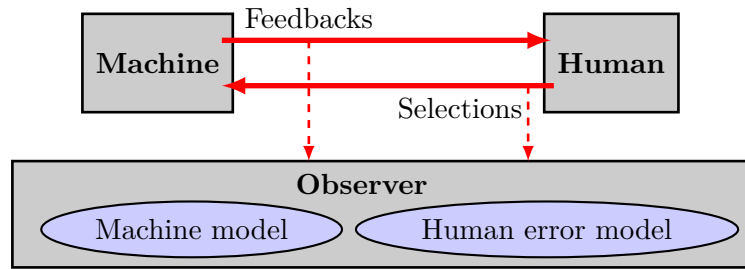 Feedbacks
Machine
Human
Selections
Observer
Machine model
Human error model